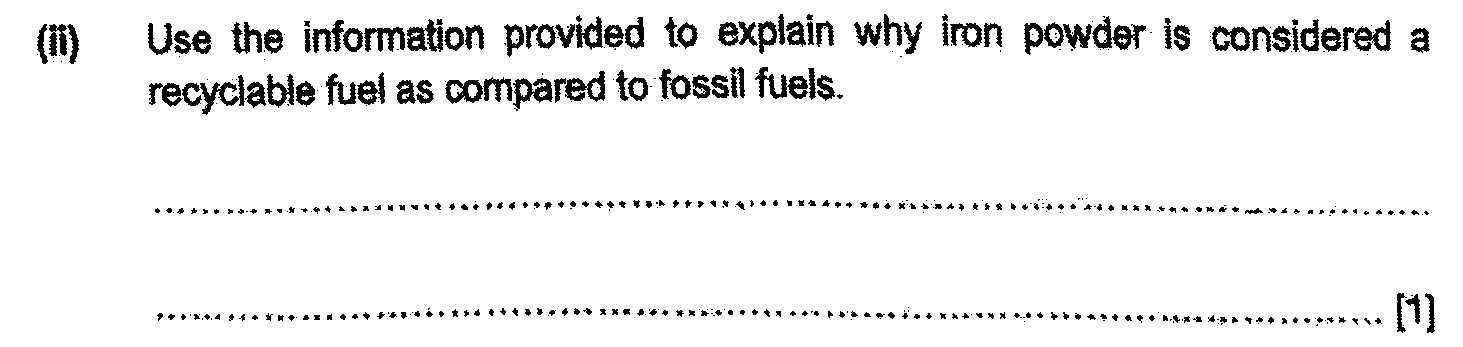 (ii) Use the information provided to explain why iron powder is considered a
recyclable fuel as compared to fossil fuels.
[1]